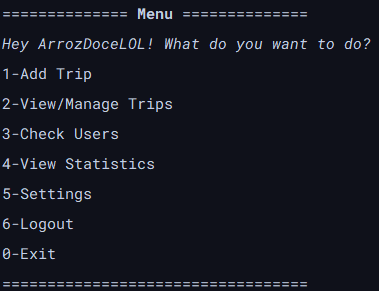 ============== Menu ==============
Hey ArrozDoceLOL! What do you want to do?
1-Add Trip
2-View/Manage Trips
3-Check Users
4-View Statistics
5-Settings
6-Logout
0-Exit
==================================